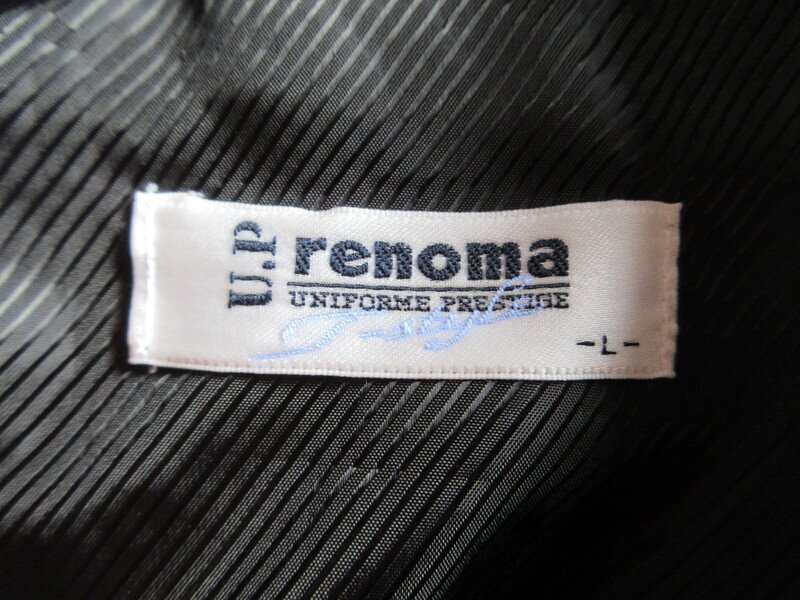 U.P
renoma
UNIFORME PRESTIGE
-L-